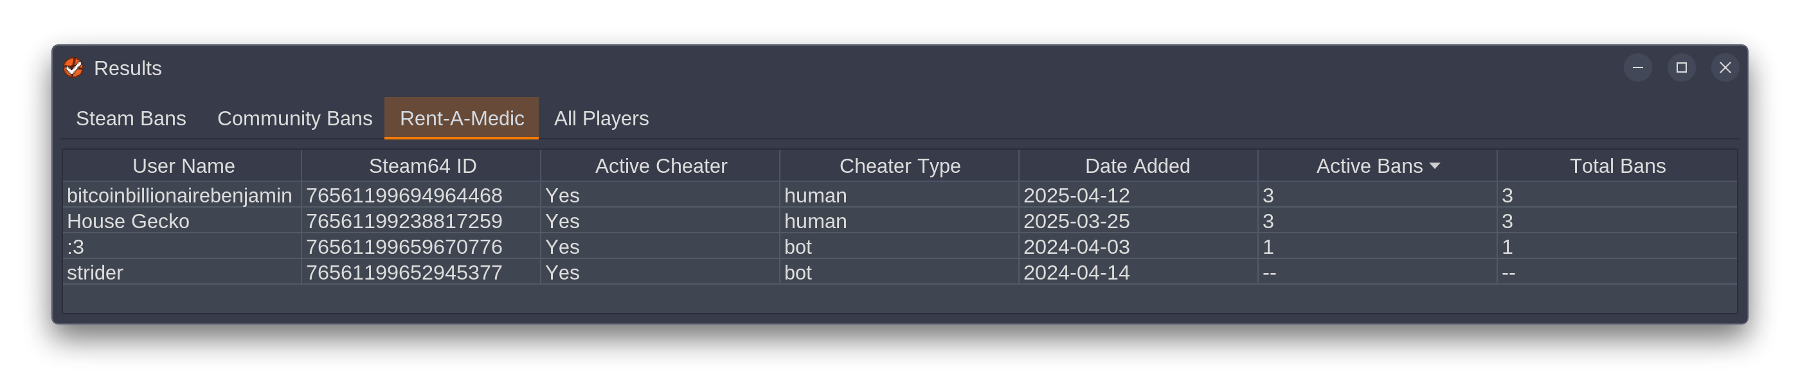 Results
Steam Bans Community Bans Rent-A-Medic All Players
User Name Steam64 ID Active Cheater Cheater Type Date Added Active Bans Total Bans
bitcoinbillionairebenjamin 76561199694964468 Yes human 2025-04-12 3 3
House Gecko 76561199238817259 Yes human 2025-03-25 3 3
:3 76561199659670776 Yes bot 2024-04-03 1 1
strider 76561199652945377 Yes bot 2024-04-14 -- --